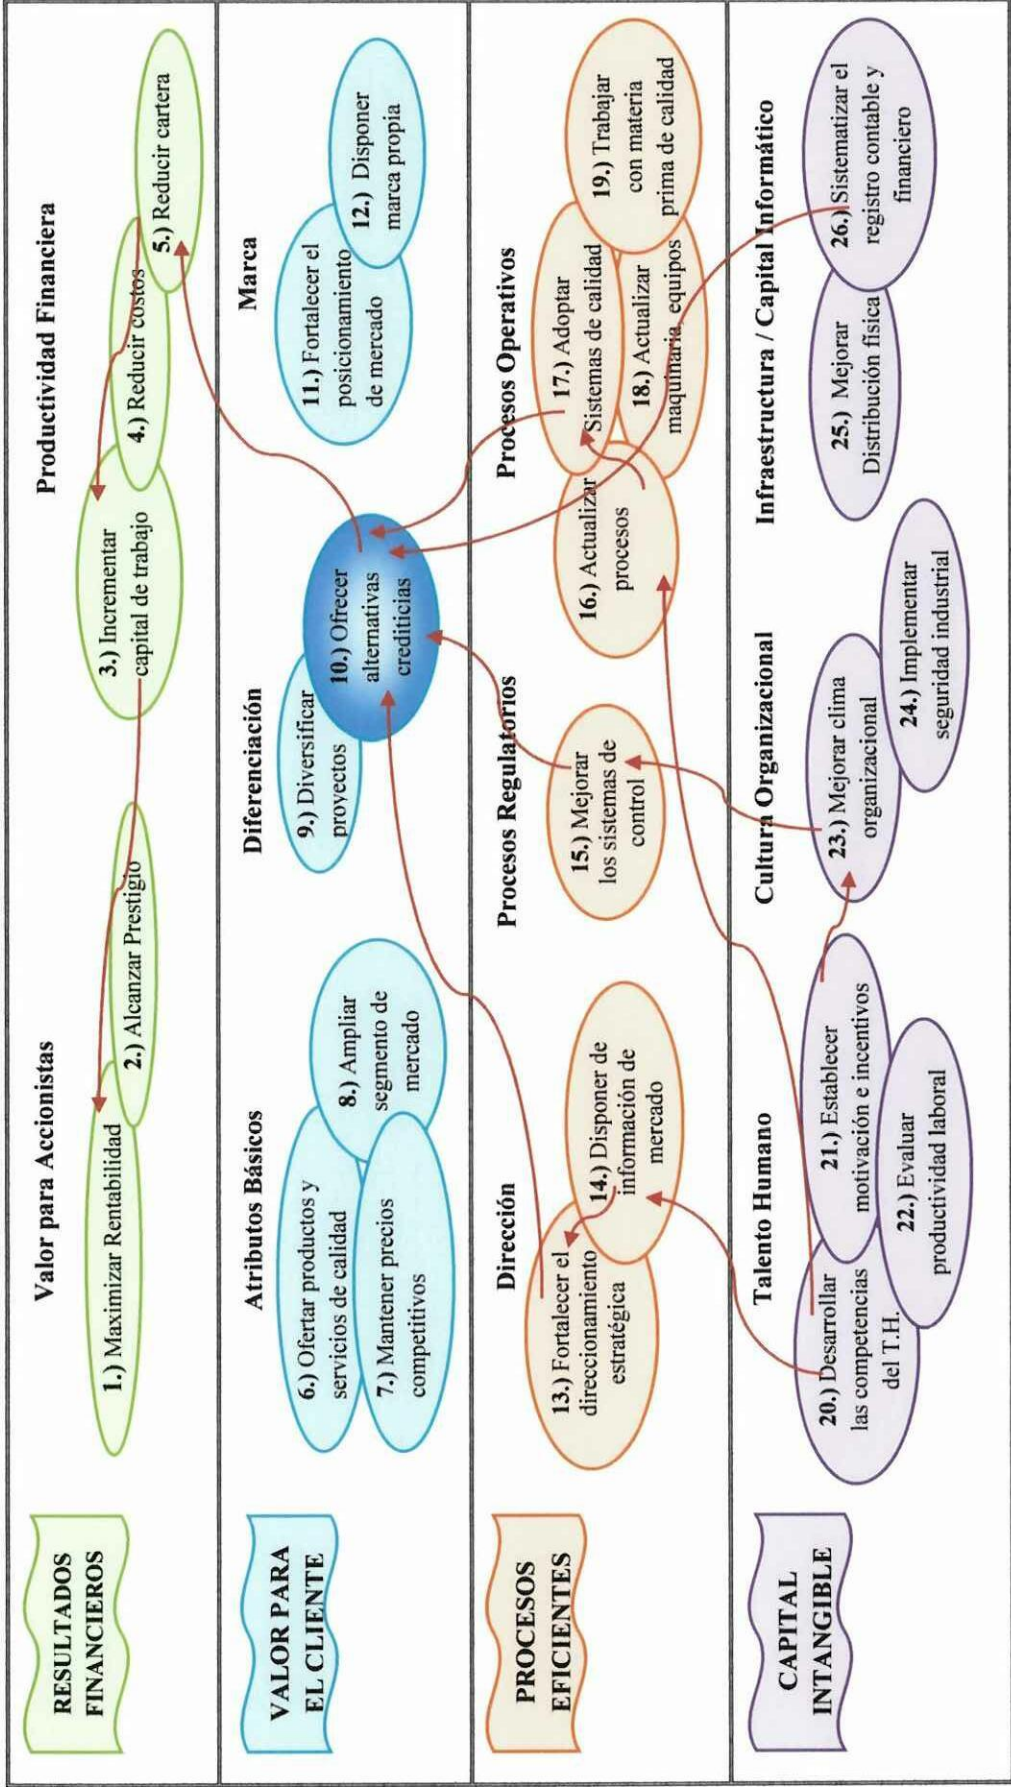 RESULTADOS
FINANCIEROS
Valor para Accionistas
Productividad Financiera
1.) Maximizar Rentabilidad
2.) Alcanzar Prestigio
3.) Incrementar
capital de trabajo
4.) Reducir costos
5.) Reducir cartera
VALOR PARA
EL CLIENTE
Atributos Básicos
Diferenciación
Marca
6.) Ofertar productos y
servicios de calidad
7.) Mantener precios
competitivos
8.) Ampliar
segmento de
mercado
9.) Diversificar
proyectos
10.) Ofrecer
alternativas
crediticias
11.) Fortalecer el
posicionamiento
de mercado
12.) Disponer
marca propia
PROCESOS
EFICIENTES
Dirección
Procesos Regulatorios
Procesos Operativos
13.) Fortalecer el
direccionamiento
estratégica
14.) Disponer de
información de
mercado
15.) Mejorar
los sistemas de
control
16.) Actualizar
procesos
17.) Adoptar
Sistemas de calidad
18.) Actualizar
maquinaria, equipos
19.) Trabajar
con materia
prima de calidad
CAPITAL
INTANGIBLE
Talento Humano
Cultura Organizacional
Infraestructura / Capital Informático
20.) Desarrollar
las competencias
del T.H.
21.) Establecer
motivación e incentivos
22.) Evaluar
productividad laboral
23.) Mejorar clima
organizacional
24.) Implementar
seguridad industrial
25.) Mejorar
Distribución física
26.) Sistematizar el
registro contable y
financiero